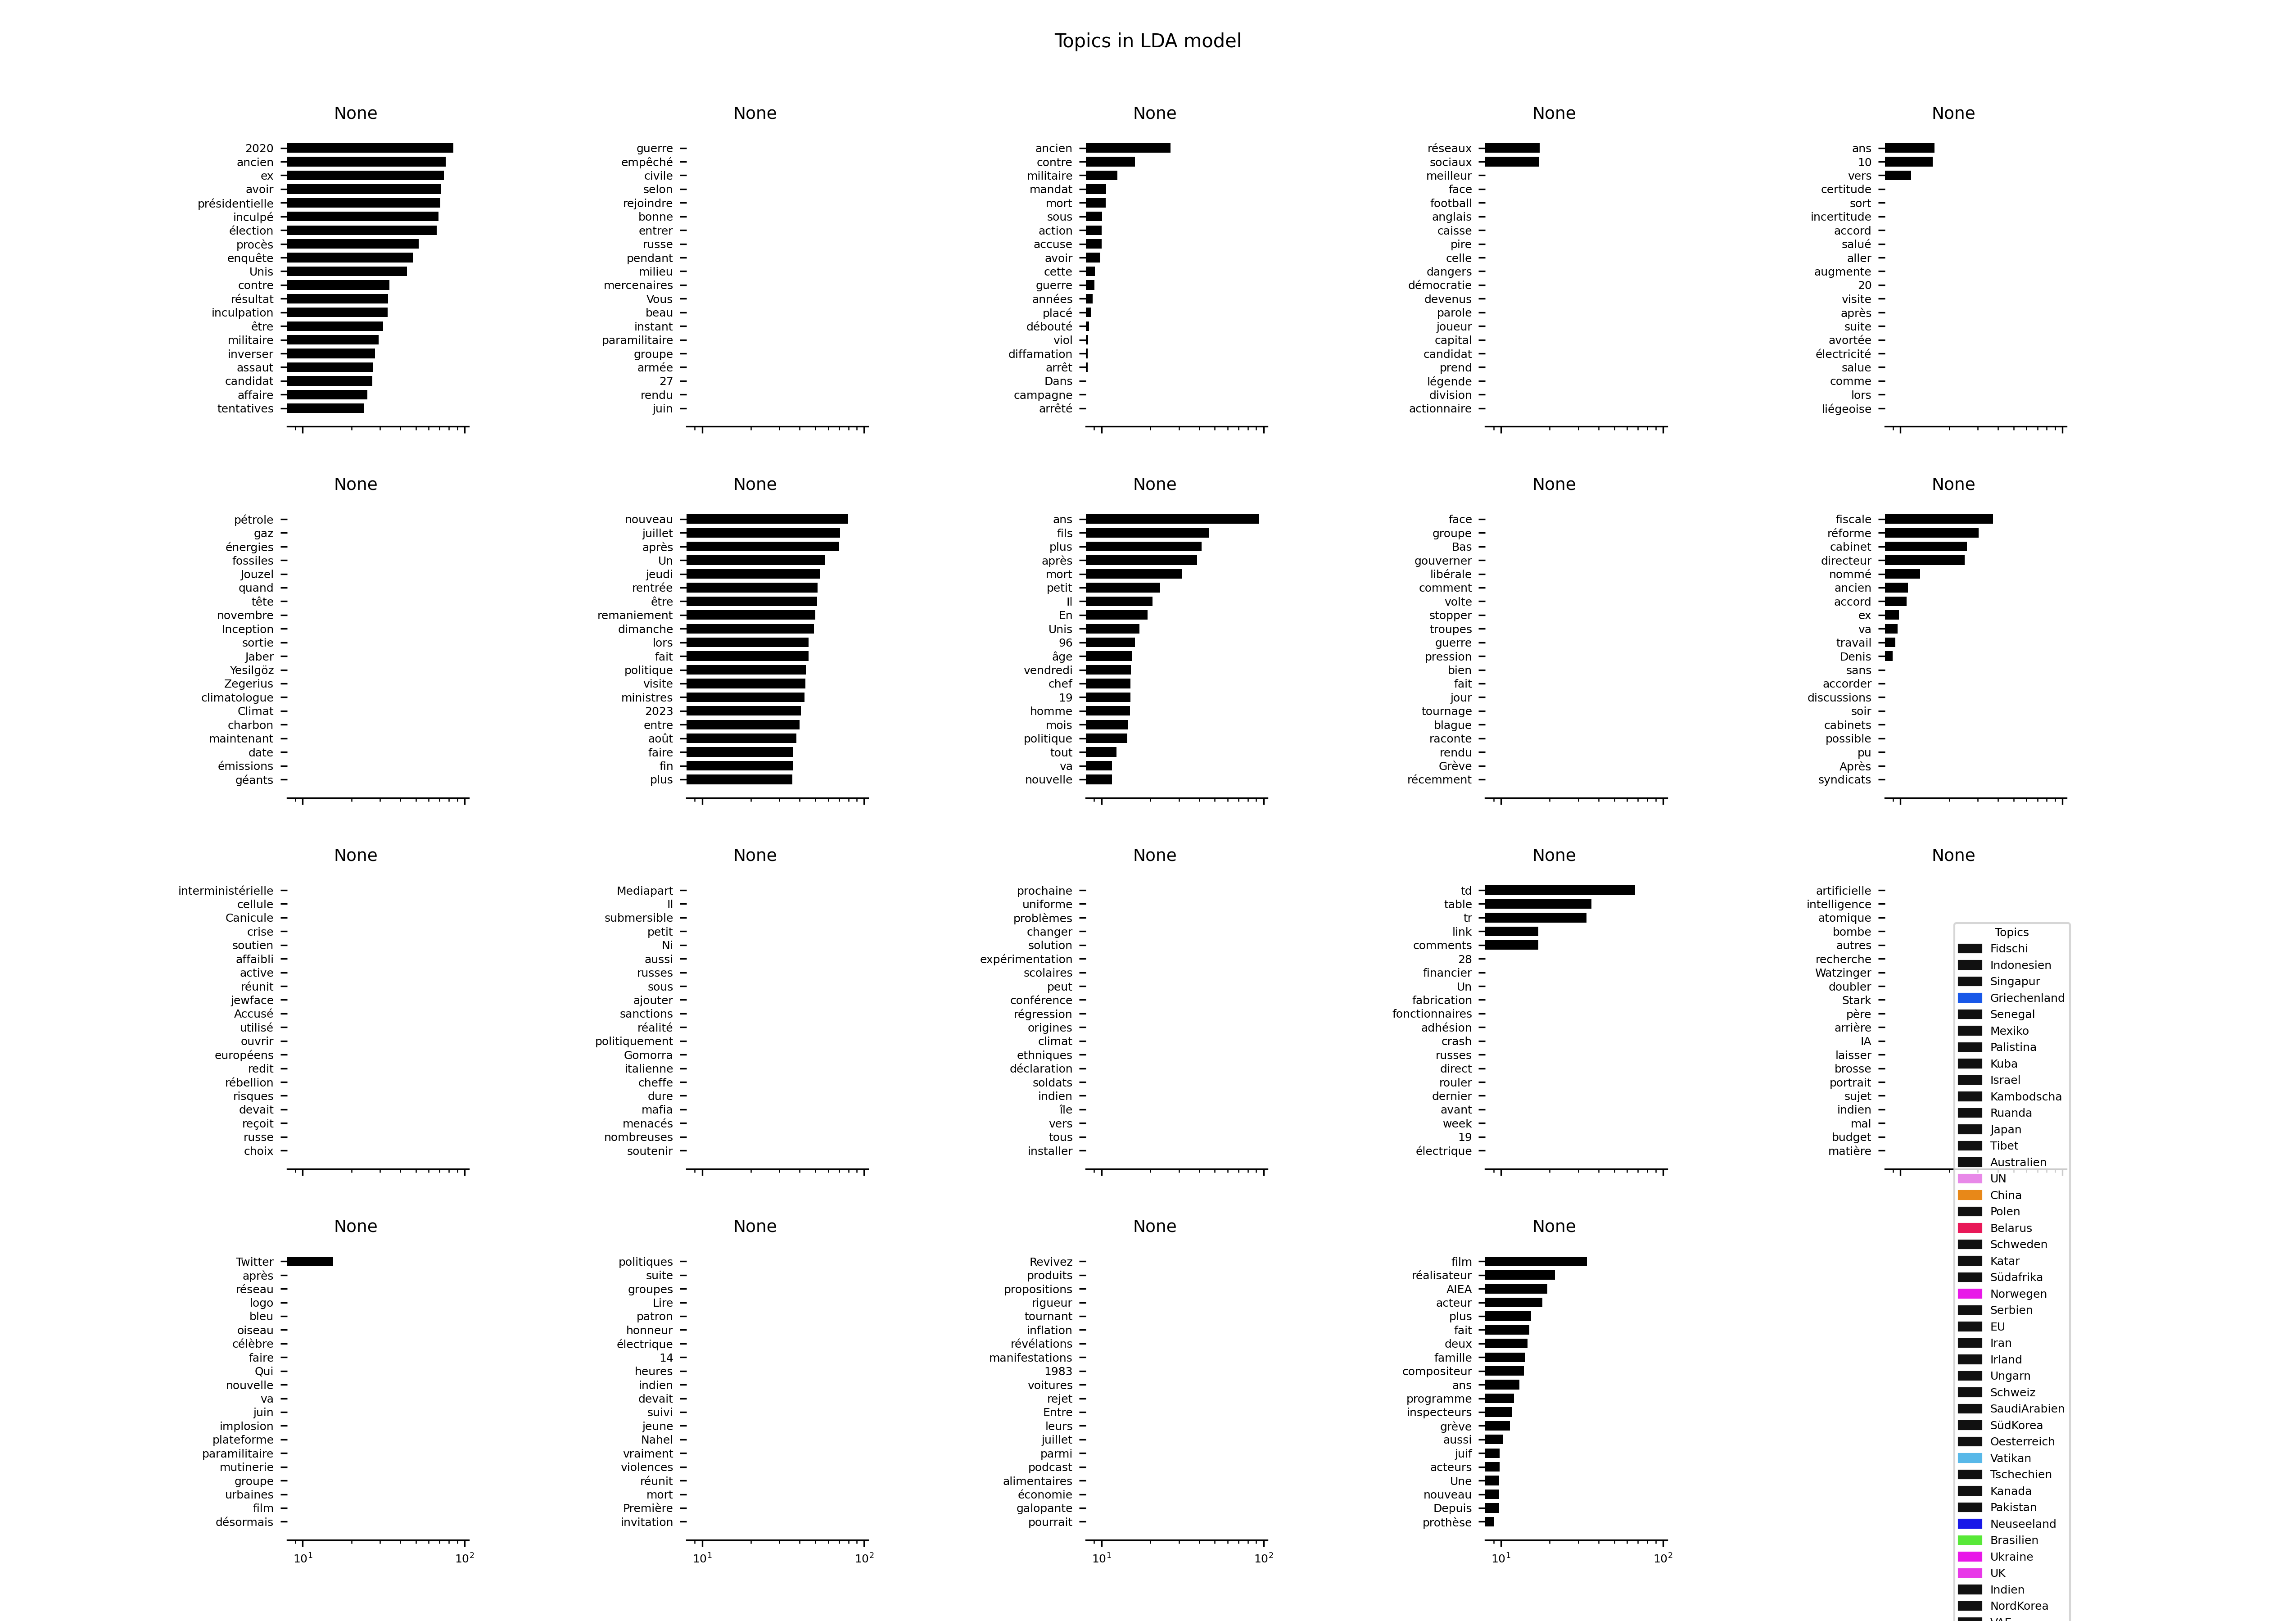 Topics in LDA model
None
2020
ancien
ex
avoir
présidentielle
inculpé
élection
procès
enquête
Unis
contre
résultat
inculpation
être
militaire
inverser
assaut
candidat
affaire
tentatives
None
guerre
empêché
civile
selon
rejoindre
bonne
entrer
russe
pendant
milieu
mercenaires
Vous
beau
instant
paramilitaire
groupe
armée
27
rendu
juin
None
ancien
contre
militaire
mandat
mort
sous
action
accuse
avoir
cette
guerre
années
placé
débouté
viol
diffamation
arrêt
Dans
campagne
arrêté
None
réseaux
sociaux
meilleur
face
football
anglais
caisse
pire
celle
dangers
démocratie
devenus
parole
joueur
capital
candidat
prend
légende
division
actionnaire
None
ans
10
vers
certitude
sort
incertitude
accord
salué
aller
augmente
20
visite
après
suite
avortée
électricité
salue
comme
lors
liégeoise
None
pétrole
gaz
énergies
fossiles
Jouzel
quand
tête
novembre
Inception
sortie
Jaber
Yesilgöz
Zegerius
climatologue
Climat
charbon
maintenant
date
émissions
géants
None
nouveau
juillet
après
Un
jeudi
rentrée
être
remaniement
dimanche
lors
fait
politique
visite
ministres
2023
entre
août
faire
fin
plus
None
ans
fils
plus
après
mort
petit
Il
En
Unis
96
âge
vendredi
chef
19
homme
mois
politique
tout
va
nouvelle
None
face
groupe
Bas
gouverner
libérale
comment
volte
stopper
troupes
guerre
pression
bien
fait
jour
tournage
blague
raconte
rendu
Grève
récemment
None
fiscale
réforme
cabinet
directeur
nommé
ancien
accord
ex
va
travail
Denis
sans
accorder
discussions
soir
cabinets
possible
pu
Après
syndicats
None
interministérielle
cellule
Canicule
crise
soutien
affaibli
active
réunit
jewface
Accusé
utilisé
ouvrir
européens
redit
rébellion
risques
devait
reçoit
russe
choix
None
Mediapart
Il
submersible
petit
Ni
aussi
russes
sous
ajouter
sanctions
réalité
politiquement
Gomorra
italienne
cheffe
dure
mafia
menacés
nombreuses
soutenir
None
prochaine
uniforme
problèmes
changer
solution
expérimentation
scolaires
peut
conférence
régression
origines
climat
ethniques
déclaration
soldats
indien
île
vers
tous
installer
None
td
table
tr
link
comments
28
financier
Un
fabrication
fonctionnaires
adhésion
crash
russes
direct
rouler
dernier
avant
week
19
électrique
None
artificielle
intelligence
atomique
bombe
autres
recherche
Watzinger
doubler
Stark
père
arrière
IA
laisser
brosse
portrait
sujet
indien
mal
budget
matière
None
Twitter
après
réseau
logo
bleu
oiseau
célèbre
faire
Qui
nouvelle
va
juin
implosion
plateforme
paramilitaire
mutinerie
groupe
urbaines
film
désormais
10¹ 10²
None
politiques
suite
groupes
Lire
patron
honneur
électrique
14
heures
indien
devait
suivi
jeune
Nahel
vraiment
violences
réunit
mort
Première
invitation
10¹ 10²
None
Revivez
produits
propositions
rigueur
tournant
inflation
révélations
manifestations
1983
voitures
rejet
Entre
leurs
juillet
parmi
podcast
alimentaires
économie
galopante
pourrait
10¹ 10²
None
film
réalisateur
AIEA
acteur
plus
fait
deux
famille
compositeur
ans
programme
inspecteurs
grève
aussi
juif
acteurs
Une
nouveau
Depuis
prothèse
10¹ 10²
Topics
Fidschi
Indonesien
Singapur
Griechenland
Senegal
Mexiko
Palistina
Kuba
Israel
Kambodscha
Ruanda
Japan
Tibet
Australien
UN
China
Polen
Belarus
Schweden
Katar
Südafrika
Norwegen
Serbien
EU
Iran
Irland
Ungarn
Schweiz
SaudiArabien
SüdKorea
Oesterreich
Vatikan
Tschechien
Kanada
Pakistan
Neuseeland
Brasilien
Ukraine
UK
Indien
NordKorea